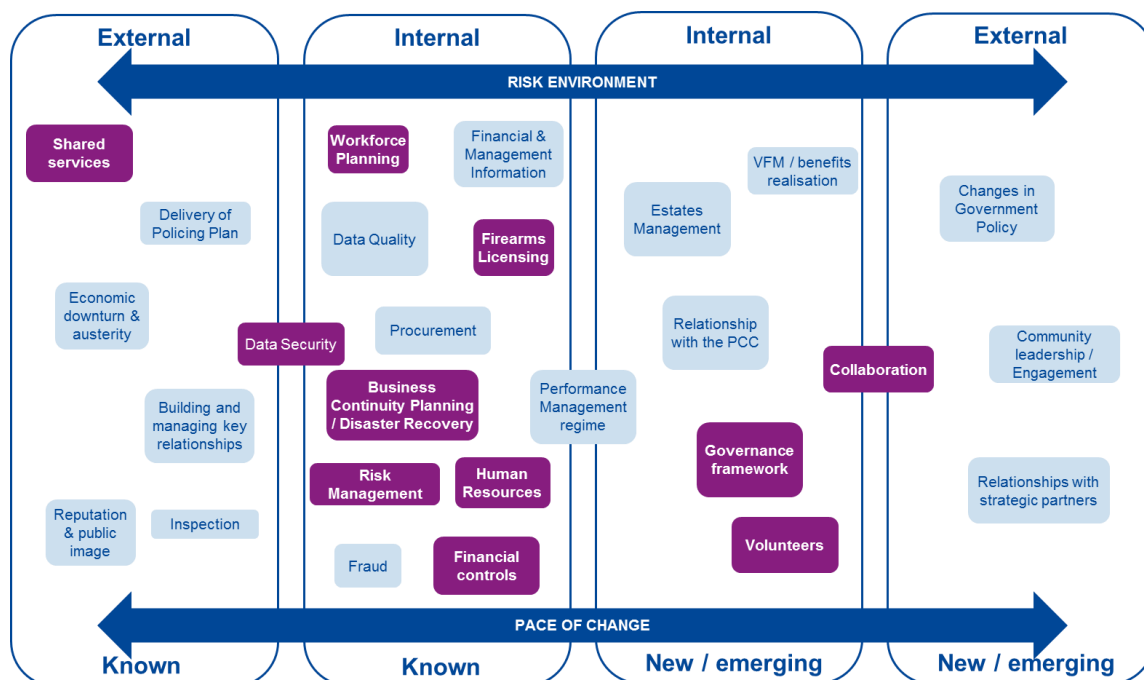 External
Internal
Internal
External
RISK ENVIRONMENT
Shared
services
Delivery of
Policing Plan
Economic
downturn &
austerity
Data Security
Building and
managing key
relationships
Reputation
& public
image
Inspection
Workforce
Planning
Financial &
Management
Information
Data Quality
Firearms
Licensing
Procurement
Business
Continuity Planning
/ Disaster Recovery
Performance
Management
regime
Risk
Management
Human
Resources
Fraud
Financial
controls
VFM / benefits
realisation
Estates
Management
Relationship
with the PCC
Collaboration
Governance
framework
Volunteers
Changes in
Government
Policy
Community
leadership /
Engagement
Relationships with
strategic partners
PACE OF CHANGE
Known
Known
New / emerging
New / emerging